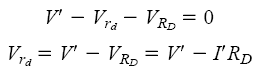 V′ − V_{r_d} − V_{R_D} = 0
V_{r_d} = V′ − V_{R_D} = V′ − I′R_D